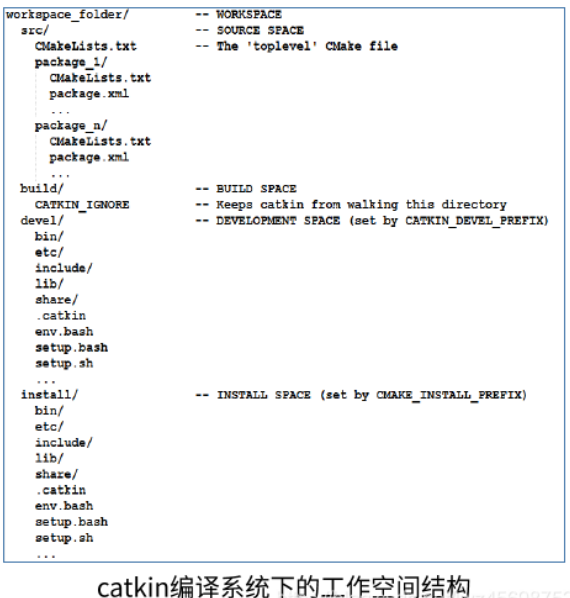 workspace_folder/ -- WORKSPACE
src/ -- SOURCE SPACE
CMakeLists.txt -- The 'toplevel' CMake file
package_1/
CMakeLists.txt
package.xml
...
package_n/
CMakeLists.txt
package.xml
...
build/ -- BUILD SPACE
CATKIN_IGNORE -- Keeps catkin from walking this directory
devel/ -- DEVELOPMENT SPACE (set by CATKIN_DEVEL_PREFIX)
bin/
etc/
include/
lib/
share/
.catkin
env.bash
setup.bash
setup.sh
...
install/ -- INSTALL SPACE (set by CMAKE_INSTALL_PREFIX)
bin/
etc/
include/
lib/
share/
.catkin
env.bash
setup.bash
setup.sh
...
catkin编译系统下的工作空间结构